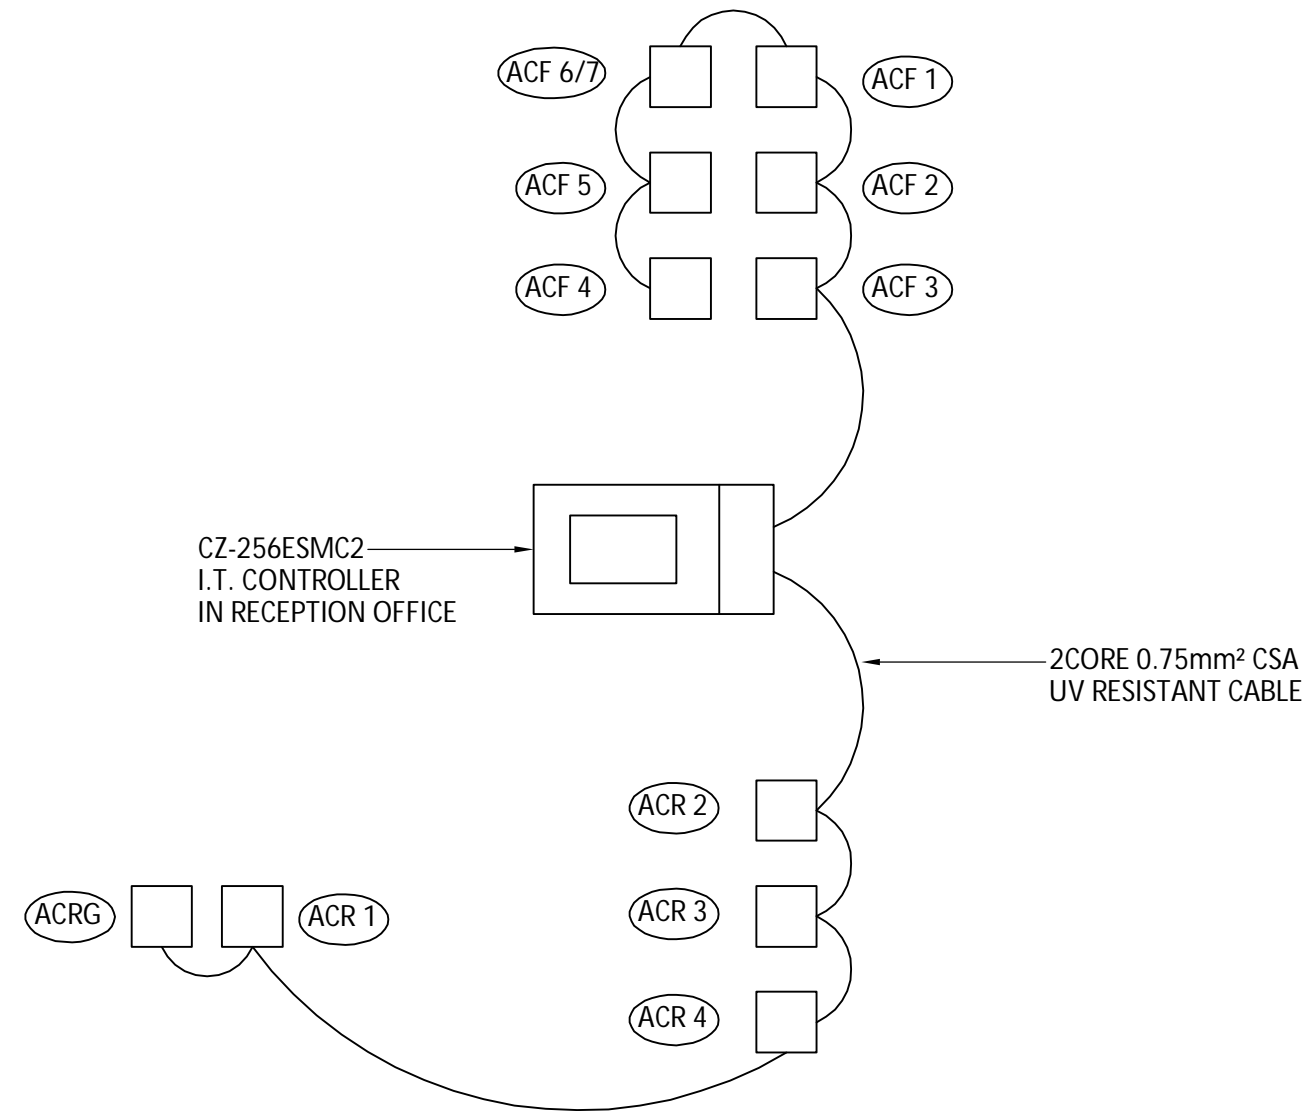 ACF 6/7
ACF 1
ACF 5
ACF 2
ACF 4
ACF 3
CZ-256ESMC2
I.T. CONTROLLER
IN RECEPTION OFFICE
2CORE 0.75mm² CSA
UV RESISTANT CABLE
ACR 2
ACRG
ACR 1
ACR 3
ACR 4